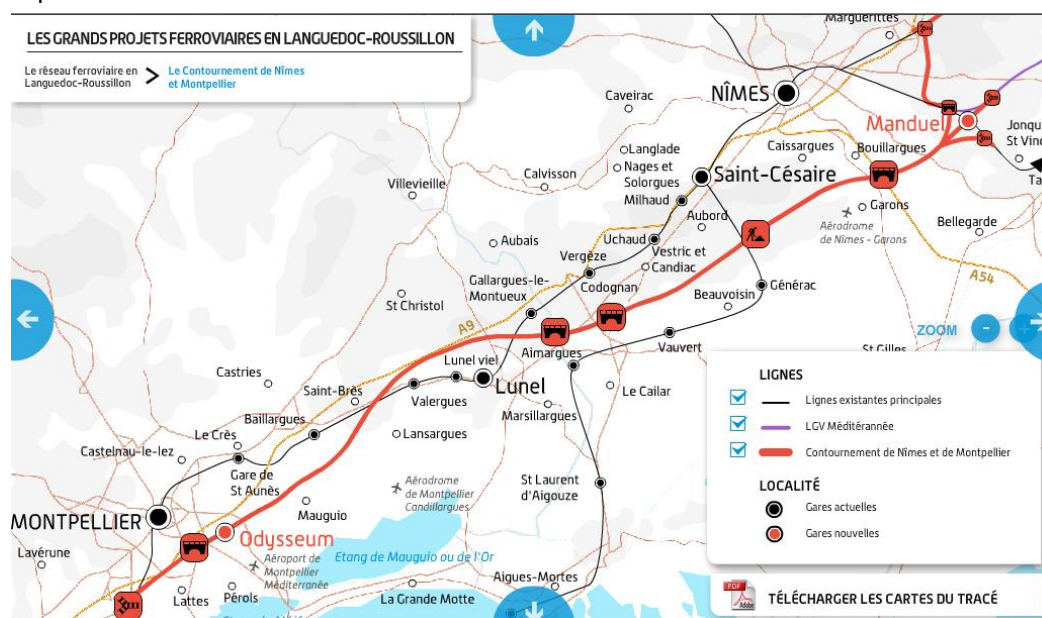 LES GRANDS PROJETS FERROVIAIRES EN LANGUEDOC-ROUSSILLON
Le réseau ferroviaire en
Languedoc-Roussillon
>
Le Contournement de Nîmes
et Montpellier
Marguerittes
NÎMES
Caveirac
Manduel
Jonqu
St Vinc
Ta
Langlade
Nages et
Solorgues
Caissargues
Bouillargues
Calvisson
Saint-Césaire
Villevieille
Milhaud
Aubord
Garons
Aérodrome
de Nîmes - Garons
Bellegarde
Aubais
Uchaud
Vestric et
Candiac
Vergèze
Codognan
Gallargues-le-
Montueux
Générac
Beauvoisin
A54
St Christol
A9
ZOOM
-
+
Aimargues
Vauvert
St Gilles
Lunel viel
Lunel
Castries
Saint-Brès
Valergues
Le Cailar
Marsillargues
Baillargues
Le Crès
Lansargues
Castelnau-le-lez
Gare de
St Aunès
Aérodrome
de Montpellier
Candillargues
St Laurent
d'Aigouze
MONTPELLIER
Mauguio
Odysseum
Lavérune
Etang de Mauguio ou de l'Or
Aéroport de
Montpellier
Méditerranée
Aigues-Mortes
Lattes
Pérols
La Grande Motte
LIGNES
Lignes existantes principales
LGV Méditérannée
Contournement de Nîmes et de Montpellier
LOCALITÉ
Gares actuelles
Gares nouvelles
PDF
Adobe
TÉLÉCHARGER LES CARTES DU TRACÉ